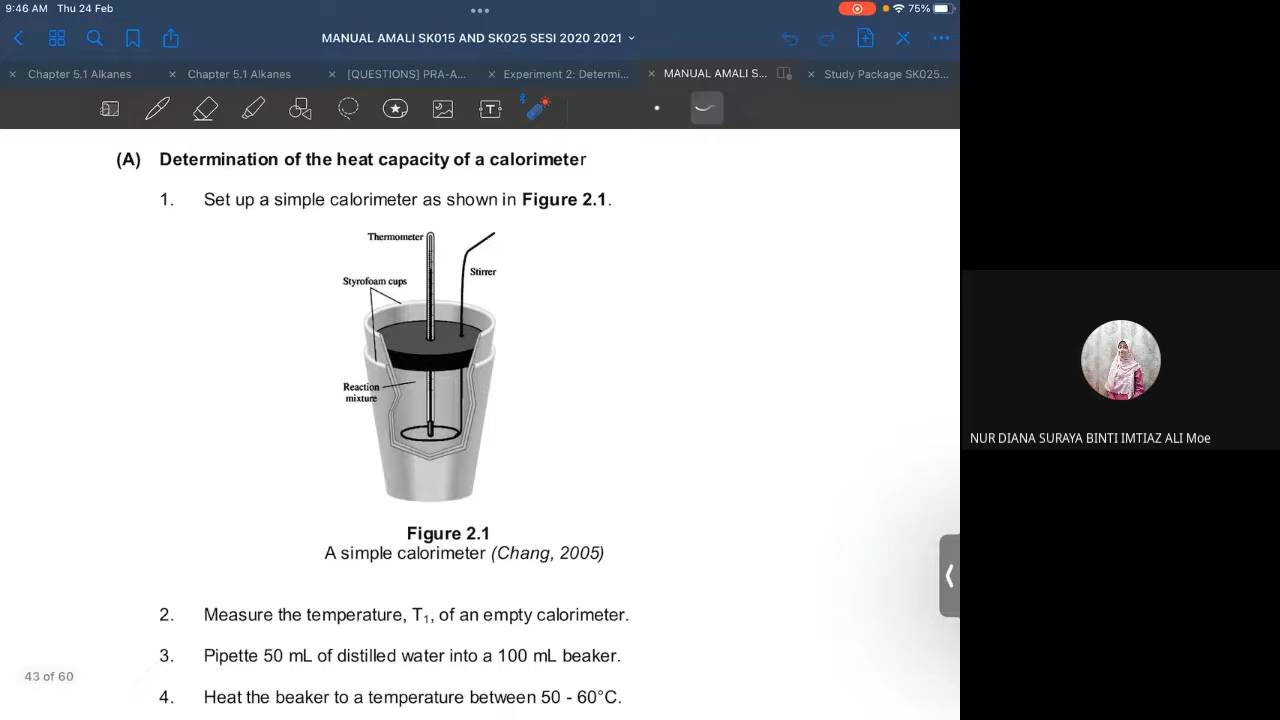 9:46 AM Thu 24 Feb
75%
MANUAL AMALI SK015 AND SK025 SESI 2020 2021
Chapter 5.1 Alkanes
Chapter 5.1 Alkanes
[QUESTIONS] PRA-A...
Experiment 2: Determi...
MANUAL AMALI S...
Study Package SK025...
(A) Determination of the heat capacity of a calorimeter
1. Set up a simple calorimeter as shown in Figure 2.1.
Thermometer
Stirrer
Styrofoam cups
Reaction
mixture
Figure 2.1
A simple calorimeter (Chang, 2005)
2. Measure the temperature, T₁, of an empty calorimeter.
3. Pipette 50 mL of distilled water into a 100 mL beaker.
43 of 60
4. Heat the beaker to a temperature between 50 - 60°C.
NUR DIANA SURAYA BINTI IMTIAZ ALI Moe